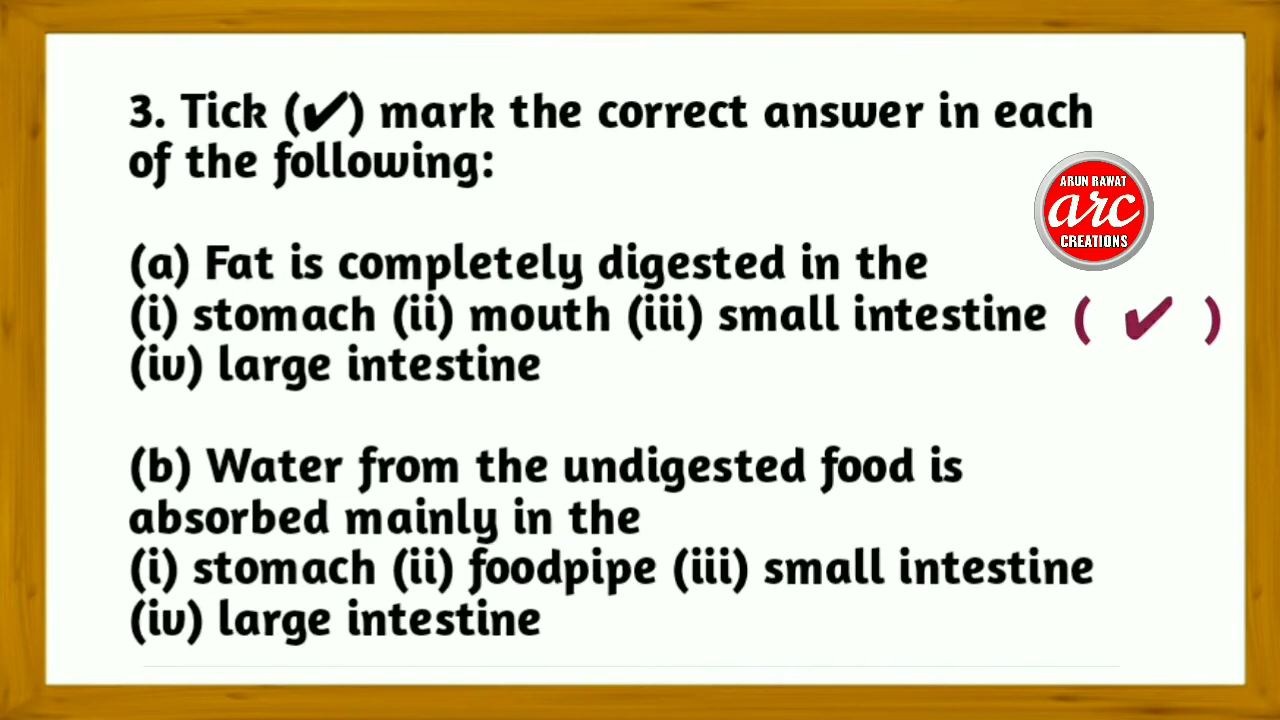 3. Tick (✔) mark the correct answer in each
of the following:
ARUN RAWAT
arc
CREATIONS
(a) Fat is completely digested in the
(i) stomach (ii) mouth (iii) small intestine ( ✔ )
(iv) large intestine
(b) Water from the undigested food is
absorbed mainly in the
(i) stomach (ii) foodpipe (iii) small intestine
(iv) large intestine